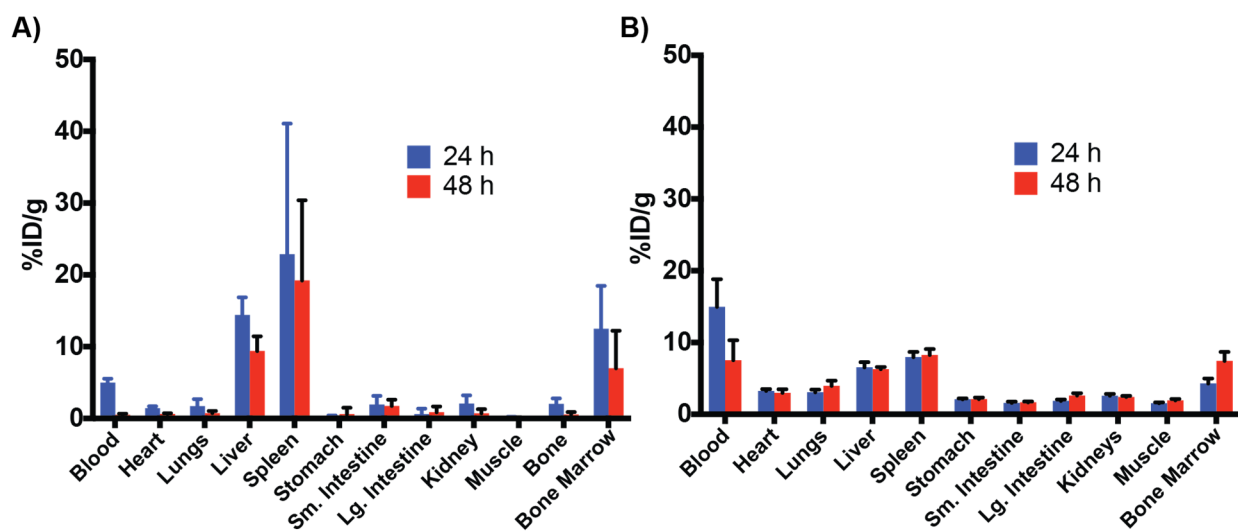 A)
50
40
30
20
10
0
%ID/g
24 h
48 h
Blood
Heart
Lungs
Liver
Spleen
Stomach
Sm. Intestine
Lg. Intestine
Kidney
Muscle
Bone
Bone Marrow
B)
50
40
30
20
10
0
%ID/g
24 h
48 h
Blood
Heart
Lungs
Liver
Spleen
Stomach
Sm. Intestine
Lg. Intestine
Kidneys
Muscle
Bone Marrow